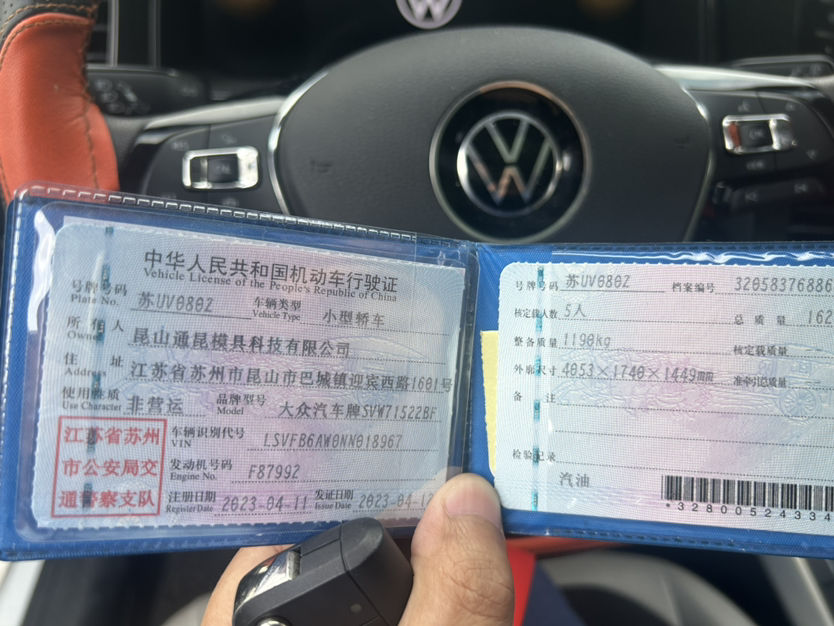 中华人民共和国机动车行驶证
Vehicle License of the People's Republic of China
号牌号码 苏UV080Z 车辆类型 小型轿车
Plate No. Vehicle Type
所有人 昆山通昆模具科技有限公司
Owner
住址 江苏省苏州市昆山市巴城镇迎宾西路1601号
Address
使用性质 非营运 品牌型号 大众汽车牌SVW71522BF
Use Character Model
江苏省苏州
市公安局交
通警察支队
车辆识别代号 LSVFB6AW0NN018967
VIN
发动机号码 F87992
Engine No.
注册日期 2023-04-11 发证日期 2023-04-12
Register Date Issue Date
号牌号码 苏UV080Z 档案编号 32058376886
核定载人数 5人 总质量 162
整备质量 1190kg 核定载质量
外廓尺寸 4053×1740×1449mm 准牵引总质量
备注
检验记录
汽油
*32800524334